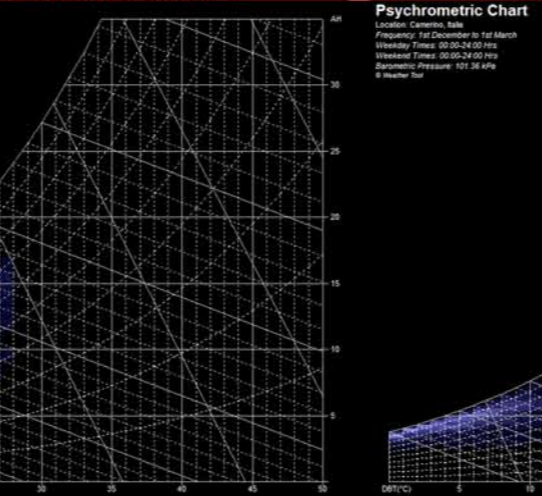 AH
30
25
20
15
10
5
30
35
40
45
50
Psychrometric Chart
Location: Camerino, Italie
Frequency: 1st December to 1st March
Weekday Times: 00:00-24:00 Hrs
Weekend Times: 00:00-24:00 Hrs
Barometric Pressure: 101.36 kPa
© Weather Tool
DBT(°C)
5
10